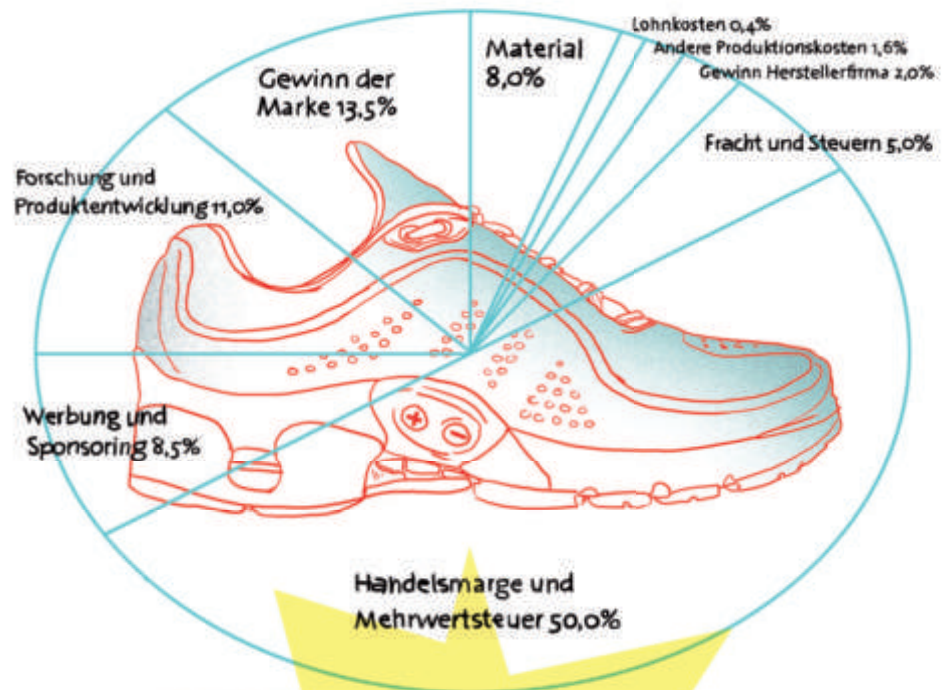 Lohnkosten 0,4%
Andere Produktionskosten 1,6%
Gewinn Herstellerfirma 2,0%
Material
8,0%
Gewinn der
Marke 13,5%
Fracht und Steuern 5,0%
Forschung und
Produktentwicklung 11,0%
Werbung und
Sponsoring 8,5%
Handelsmarge und
Mehrwertsteuer 50,0%